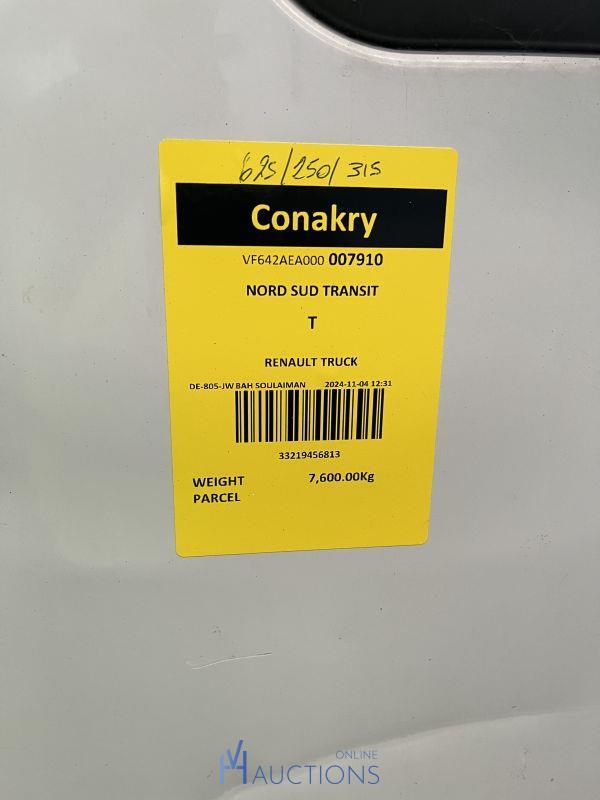 625/250/315
Conakry
VF642AEA000 007910
NORD SUD TRANSIT
T
RENAULT TRUCK
DE-805-JW BAH SOULAIMAN 2024-11-04 12:31
33219456813
WEIGHT 7,600.00Kg
PARCEL
VH ONLINE
AUCTIONS